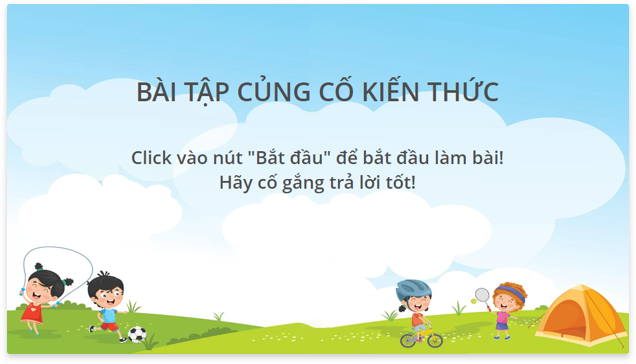 BÀI TẬP CỦNG CỐ KIẾN THỨC
Click vào nút "Bắt đầu" để bắt đầu làm bài!
Hãy cố gắng trả lời tốt!